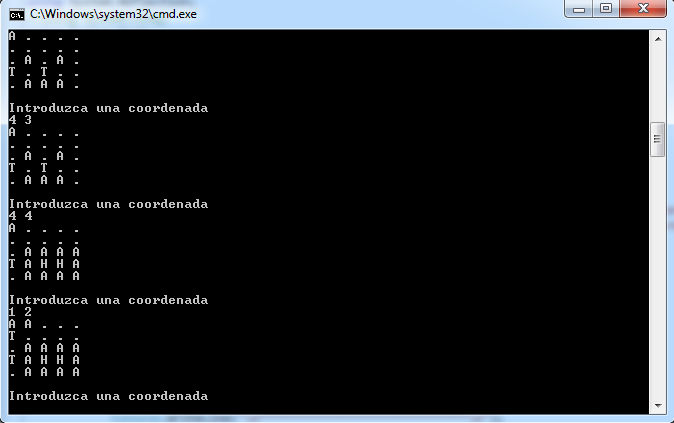 C:\Windows\system32\cmd.exe
A . . . .
. . . . .
. A . A .
T . T . .
. A A A .
Introduzca una coordenada
4 3
A . . . .
. . . . .
. A . A .
T . T . .
. A A A .
Introduzca una coordenada
4 4
A . . . .
. . . . .
. A A A A
T A H H A
. A A A A
Introduzca una coordenada
1 2
A A . . .
T . . . .
. A A A A
T A H H A
. A A A A
Introduzca una coordenada